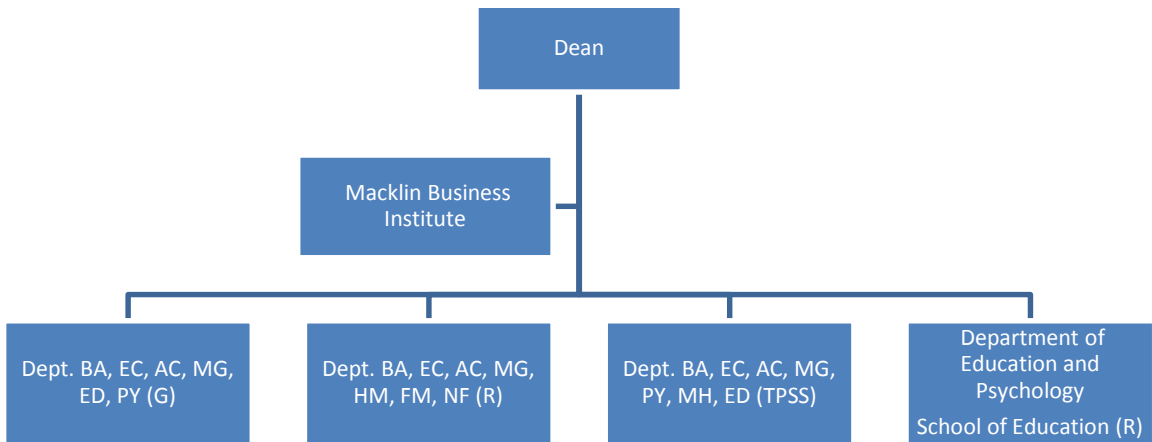 Dean
Macklin Business
Institute
Dept. BA, EC, AC, MG,
ED, PY (G)
Dept. BA, EC, AC, MG,
HM, FM, NF (R)
Dept. BA, EC, AC, MG,
PY, MH, ED (TPSS)
Department of
Education and
Psychology
School of Education (R)